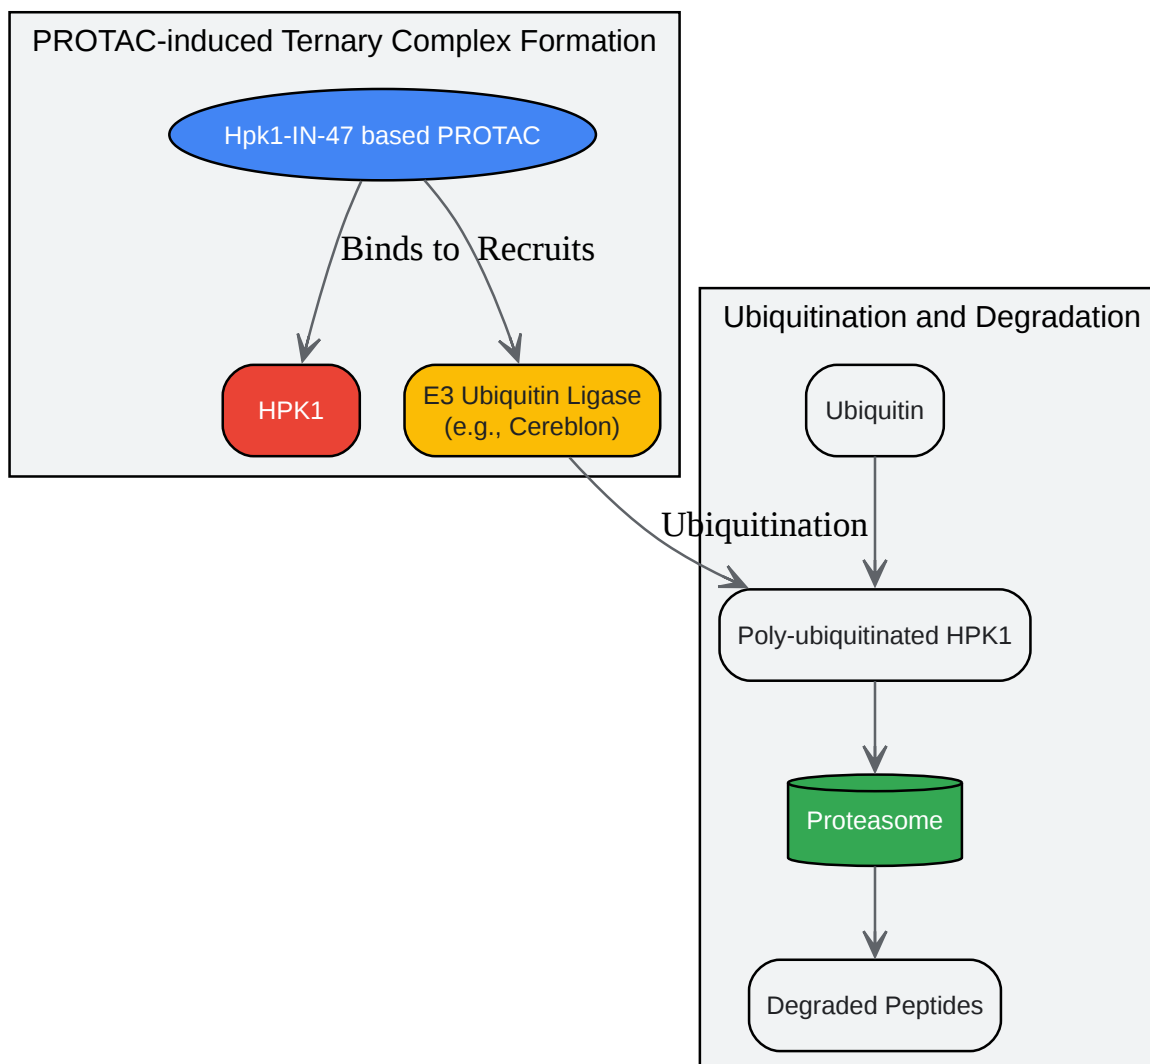 PROTAC-induced Ternary Complex Formation
Hpk1-IN-47 based PROTAC
Binds to
Recruits
HPK1
E3 Ubiquitin Ligase
(e.g., Cereblon)
Ubiquitination and Degradation
Ubiquitin
Ubiquitination
Poly-ubiquitinated HPK1
Proteasome
Degraded Peptides